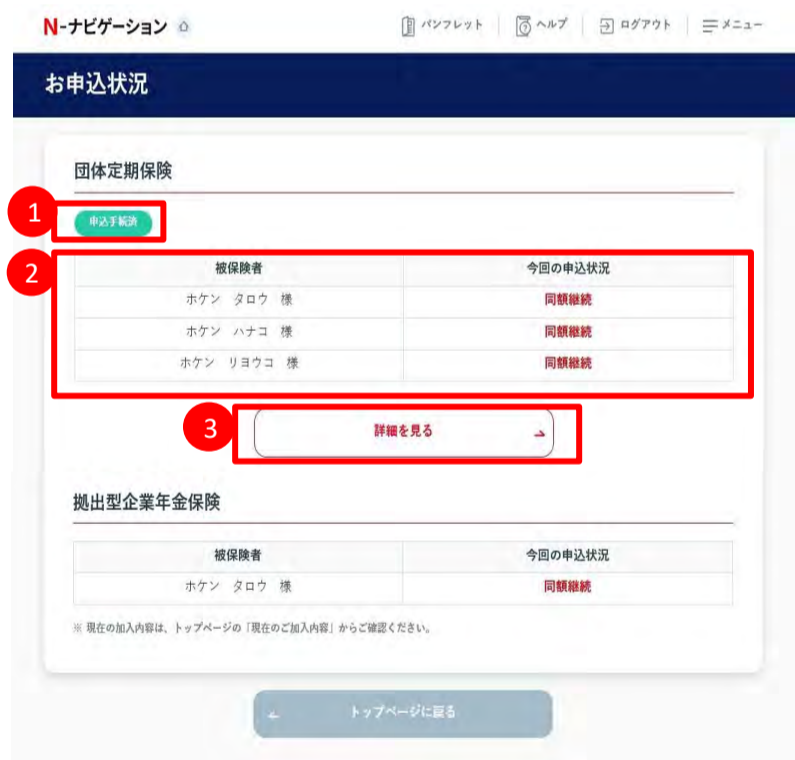 N-ナビゲーション パンフレット ヘルプ ログアウト メニュー
お申込状況
団体定期保険
1 申込手続済
2
被保険者 今回の申込状況
ホケン タロウ 様 同額継続
ホケン ハナコ 様 同額継続
ホケン リヨウコ 様 同額継続
3 詳細を見る
拠出型企業年金保険
被保険者 今回の申込状況
ホケン タロウ 様 同額継続
※ 現在の加入内容は、トップページの「現在のご加入内容」からご確認ください。
トップページに戻る